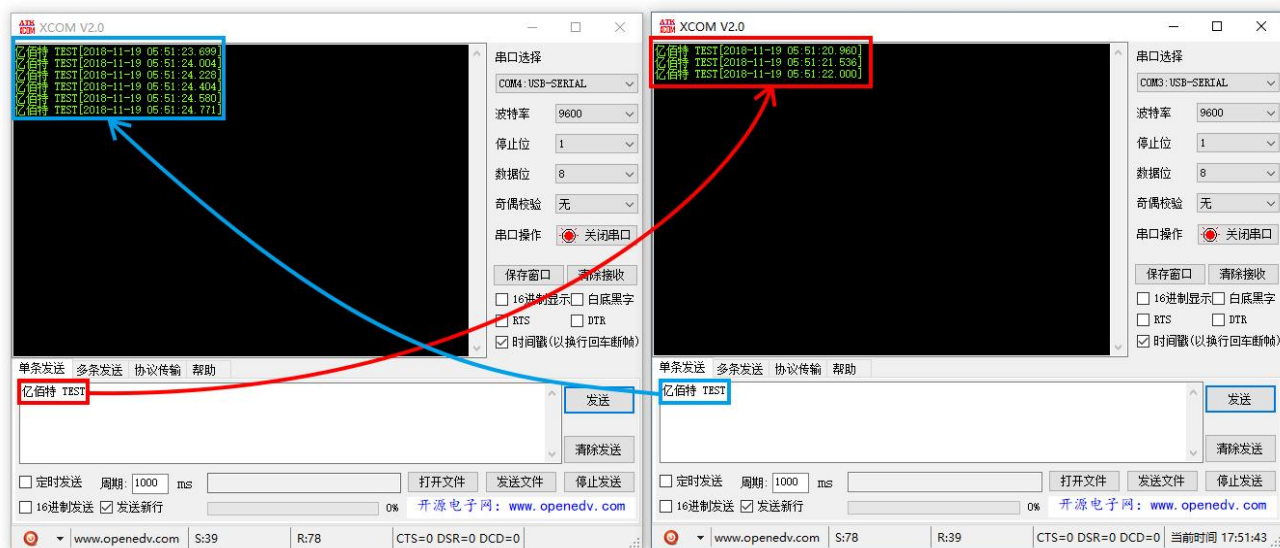 XCOM V2.0
亿佰特 TEST[2018-11-19 05:51:23.699]
亿佰特 TEST[2018-11-19 05:51:24.004]
亿佰特 TEST[2018-11-19 05:51:24.228]
亿佰特 TEST[2018-11-19 05:51:24.404]
亿佰特 TEST[2018-11-19 05:51:24.580]
亿佰特 TEST[2018-11-19 05:51:24.771]
串口选择
COM4:USB-SERIAL
波特率 9600
停止位 1
数据位 8
奇偶校验 无
串口操作 关闭串口
保存窗口 清除接收
16进制显示 白底黑字
RTS DTR
时间戳(以换行回车断帧)
单条发送 多条发送 协议传输 帮助
亿佰特 TEST
发送
清除发送
定时发送 周期: 1000 ms 打开文件 发送文件 停止发送
16进制发送 发送新行 0% 开源电子网: www.openedv.com
www.openedv.com S:39 R:78 CTS=0 DSR=0 DCD=0
XCOM V2.0
亿佰特 TEST[2018-11-19 05:51:20.960]
亿佰特 TEST[2018-11-19 05:51:21.536]
亿佰特 TEST[2018-11-19 05:51:22.000]
串口选择
COM3:USB-SERIAL
波特率 9600
停止位 1
数据位 8
奇偶校验 无
串口操作 关闭串口
保存窗口 清除接收
16进制显示 白底黑字
RTS DTR
时间戳(以换行回车断帧)
单条发送 多条发送 协议传输 帮助
亿佰特 TEST
发送
清除发送
定时发送 周期: 1000 ms 打开文件 发送文件 停止发送
16进制发送 发送新行 0% 开源电子网: www.openedv.com
www.openedv.com S:78 R:39 CTS=0 DSR=0 DCD=0 当前时间 17:51:43